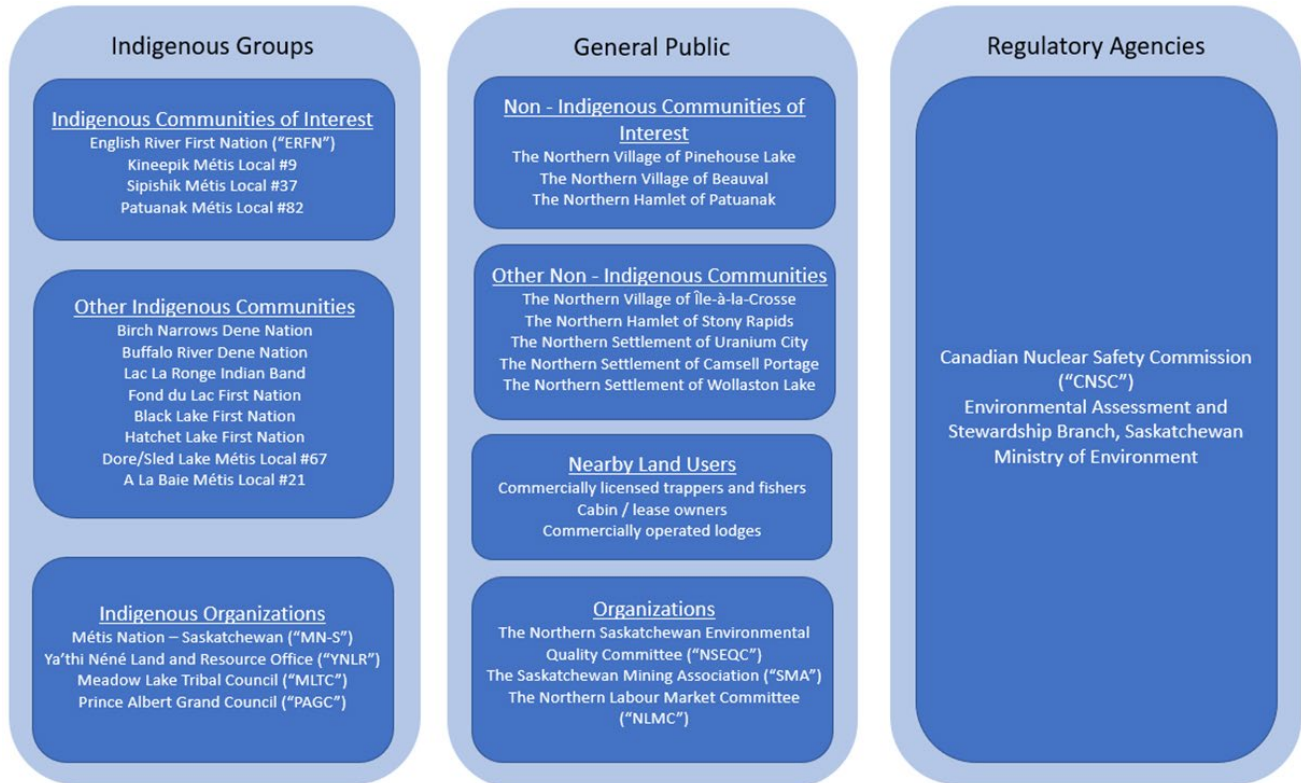 Indigenous Groups
Indigenous Communities of Interest
English River First Nation (“ERFN”)
Kineepik Métis Local #9
Sipishik Métis Local #37
Patuanak Métis Local #82
Other Indigenous Communities
Birch Narrows Dene Nation
Buffalo River Dene Nation
Lac La Ronge Indian Band
Fond du Lac First Nation
Black Lake First Nation
Hatchet Lake First Nation
Dore/Sled Lake Métis Local #67
A La Baie Métis Local #21
Indigenous Organizations
Métis Nation – Saskatchewan (“MN-S”)
Ya’thi Néné Land and Resource Office (“YNLR”)
Meadow Lake Tribal Council (“MLTC”)
Prince Albert Grand Council (“PAGC”)
General Public
Non - Indigenous Communities of
Interest
The Northern Village of Pinehouse Lake
The Northern Village of Beauval
The Northern Hamlet of Patuanak
Other Non - Indigenous Communities
The Northern Village of Île-à-la-Crosse
The Northern Hamlet of Stony Rapids
The Northern Settlement of Uranium City
The Northern Settlement of Camsell Portage
The Northern Settlement of Wollaston Lake
Nearby Land Users
Commercially licensed trappers and fishers
Cabin / lease owners
Commercially operated lodges
Organizations
The Northern Saskatchewan Environmental
Quality Committee (“NSEQC”)
The Saskatchewan Mining Association (“SMA”)
The Northern Labour Market Committee
(“NLMC”)
Regulatory Agencies
Canadian Nuclear Safety Commission
(“CNSC”)
Environmental Assessment and
Stewardship Branch, Saskatchewan
Ministry of Environment